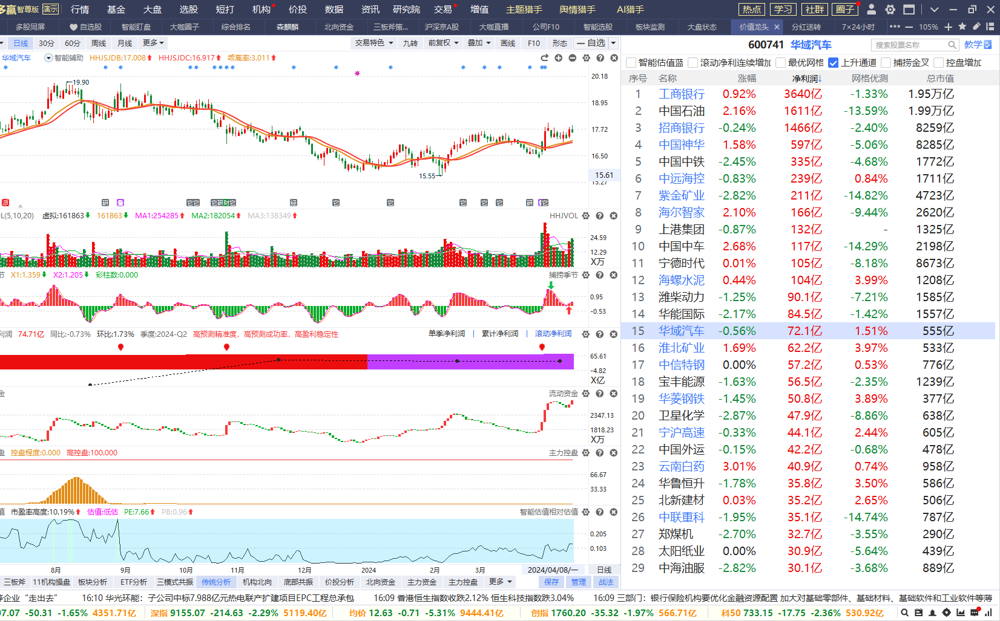 多赢智尊版 演示 行情 基金 大盘 选股 短打 机构 价投 数据 资讯 研究院 交易 增值 主题猎手 舆情猎手 AI猎手 热点 学习 社群 圈子
多股同屏 自选股 智能盯盘 大咖圈子 综合排名 森麒麟 北向资金 三板斧策... 沪深京A股 大咖直播 公司F10 智能选股 板块监测 大盘状态 价值龙头 分红送转 7×24小时 105%
日线 30分 60分 周线 月线 更多 交易特色 九转 前复权 叠加 画线 F10 形态 自选
600741 华域汽车 搜索股票名称 教学
华域汽车 智能辅助 HHJSJDB:17.008 HHJSJDC:16.917 乖离率:3.011
智能估值蓝 滚动净利连续增加 最优网格 上升通道 捕捞金叉 控盘增加
20.18
19.90
18.95
17.72
16.50
15.61
15.55
15.27
派 研 它 它 它 研 财 它 经 它 它 它 它 它 研 它
L(5,10,20) 虚拟:161863 161863 MA1:254285 MA2:182054 MA3:138349 HHJVOL
24.59
12.29
X万
节 X1:1.359 X2:1.205 彩柱数:0.000 捕捞季节
0.95
-0.53
利润 74.71亿 同比:-0.73% 环比:1.73% 季度:2024-Q2 高预测精准度，高预测成功率，高盈利稳定性 单季净利润 累计净利润 滚动净利润
65.61
-4.82
X亿
金 流动资金
2347.13
1818.23
X万
盘 控盘程度:0.000 高控盘:100.000 主力控盘
66.67
33.33
值 市盈率高度:10.19% 估值:低估 PE:7.66 PB:0.96 智能估值相对估值
0.205
0.103
8月 9月 10月 11月 12月 2024 2月 3月 2024/04/08/一 日线
三板斧 11机构操盘 板块分析 ETF分析 三模式共振 传统分析 机构北向 底部共振 价投分析 北向资金 主力资金 主力控盘 更多 保存 管理 战法
序号 名称 涨幅 净利润↓ 网格优测 总市值
1 工商银行 0.92% 3640亿 -1.33% 1.95万亿
2 中国石油 2.16% 1611亿 -13.59% 1.99万亿
3 招商银行 -0.24% 1466亿 -2.40% 8259亿
4 中国神华 1.58% 597亿 -5.06% 8285亿
5 中国中铁 -2.45% 335亿 -4.68% 1772亿
6 中远海控 -0.83% 239亿 0.84% 1711亿
7 紫金矿业 -2.82% 211亿 -14.82% 4723亿
8 海尔智家 2.10% 166亿 -9.44% 2620亿
9 上港集团 -0.87% 132亿 - 1325亿
10 中国中车 2.68% 117亿 -14.29% 2198亿
11 宁德时代 0.01% 105亿 -8.18% 8673亿
12 海螺水泥 0.44% 104亿 3.99% 1208亿
13 潍柴动力 -1.25% 90.1亿 -7.21% 1585亿
14 华能国际 -2.17% 84.5亿 -1.42% 1557亿
15 华域汽车 -0.56% 72.1亿 1.51% 555亿
16 淮北矿业 1.69% 62.2亿 3.97% 533亿
17 中信特钢 0.00% 57.2亿 0.53% 776亿
18 宝丰能源 -1.63% 56.5亿 -2.35% 1239亿
19 华菱钢铁 -1.45% 50.8亿 3.89% 377亿
20 卫星化学 -2.87% 47.9亿 -8.86% 638亿
21 宁沪高速 -0.33% 44.1亿 2.44% 605亿
22 中国外运 -0.15% 42.2亿 -0.68% 478亿
23 云南白药 3.01% 40.9亿 0.74% 958亿
24 华鲁恒升 -1.78% 35.8亿 3.50% 586亿
25 北新建材 0.03% 35.2亿 2.65% 506亿
26 中联重科 -1.95% 35.1亿 -14.74% 787亿
27 郑煤机 -2.70% 32.7亿 -3.55% 290亿
28 太阳纸业 0.00% 30.9亿 -5.64% 439亿
29 中海油服 -2.82% 30.1亿 -3.68% 889亿
企业“走出去” 16:10 华光环能：子公司中标7.988亿元热电联产扩建项目EPC工程总承包 16:09 香港恒生指数收跌2.12% 恒生科技指数跌3.04% 16:09 三部门：银行保险机构要优化金融资源配置 加大对基础零部件、基础材料、基础软件和工业软件等薄
97.07 -50.31 -1.65% 4351.71亿 深指 9155.07 -214.63 -2.29% 5119.40亿 均价 12.63 -0.71 -5.31% 9444.41亿 创指 1760.20 -35.32 -1.97% 566.71亿 科50 733.15 -17.75 -2.36% 530.92亿